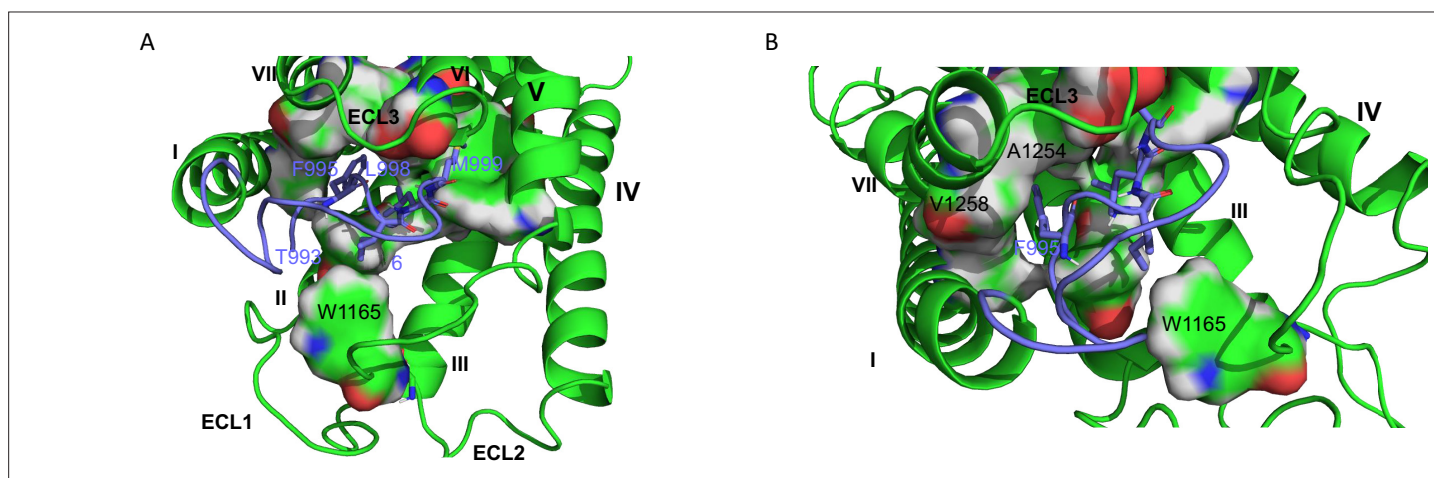 A
VII
VI
V
ECL3
I
F995
L998
M999
IV
T993
6
II
W1165
III
ECL1
ECL2
B
ECL3
IV
A1254
VII
V1258
III
F995
W1165
I